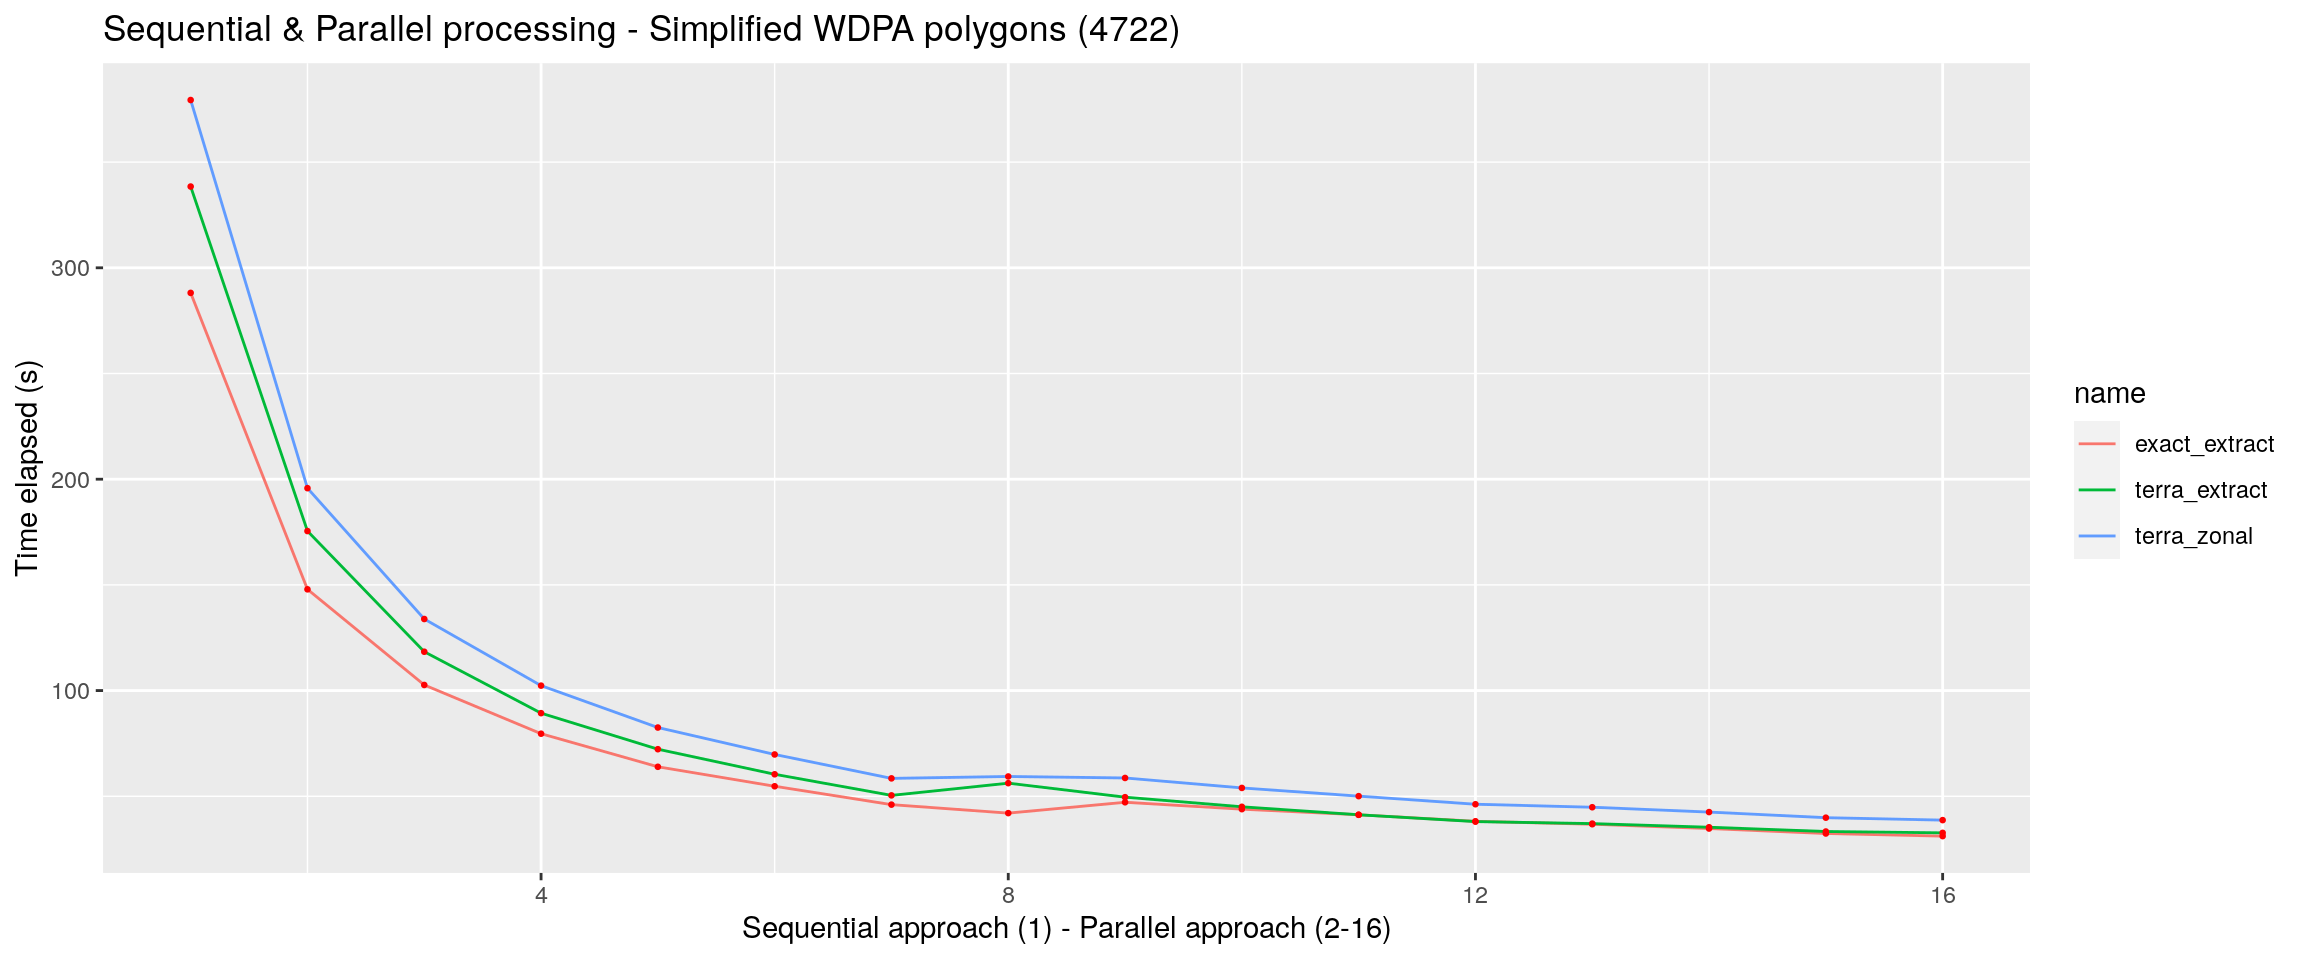 Sequential & Parallel processing - Simplified WDPA polygons (4722)
Time elapsed (s)
300
200
100
4
8
12
16
Sequential approach (1) - Parallel approach (2-16)
name
exact_extract
terra_extract
terra_zonal